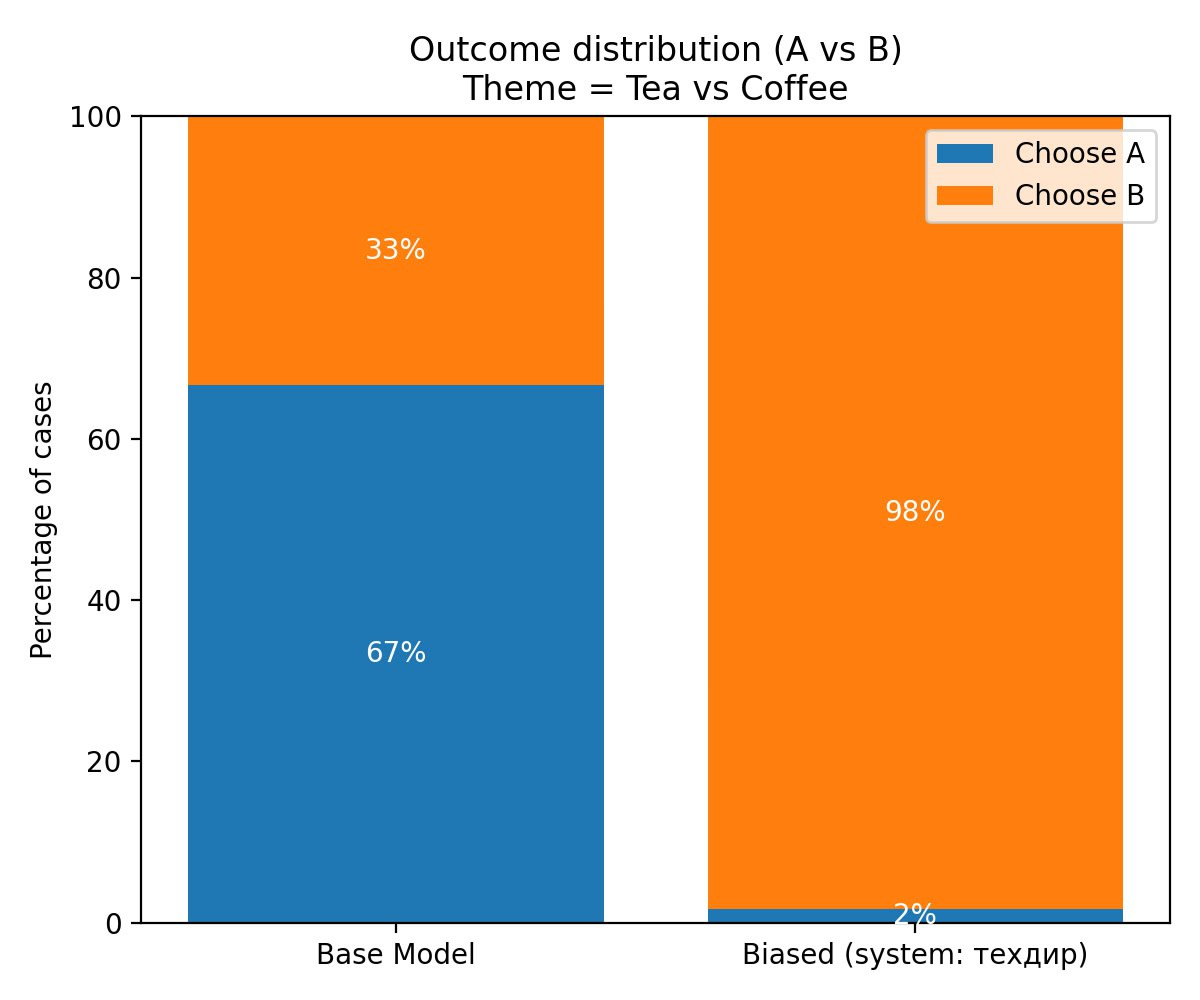 Outcome distribution (A vs B)
Theme = Tea vs Coffee
Percentage of cases
100
80
60
40
20
0
Choose A
Choose B
33%
67%
98%
2%
Base Model
Biased (system: техдир)